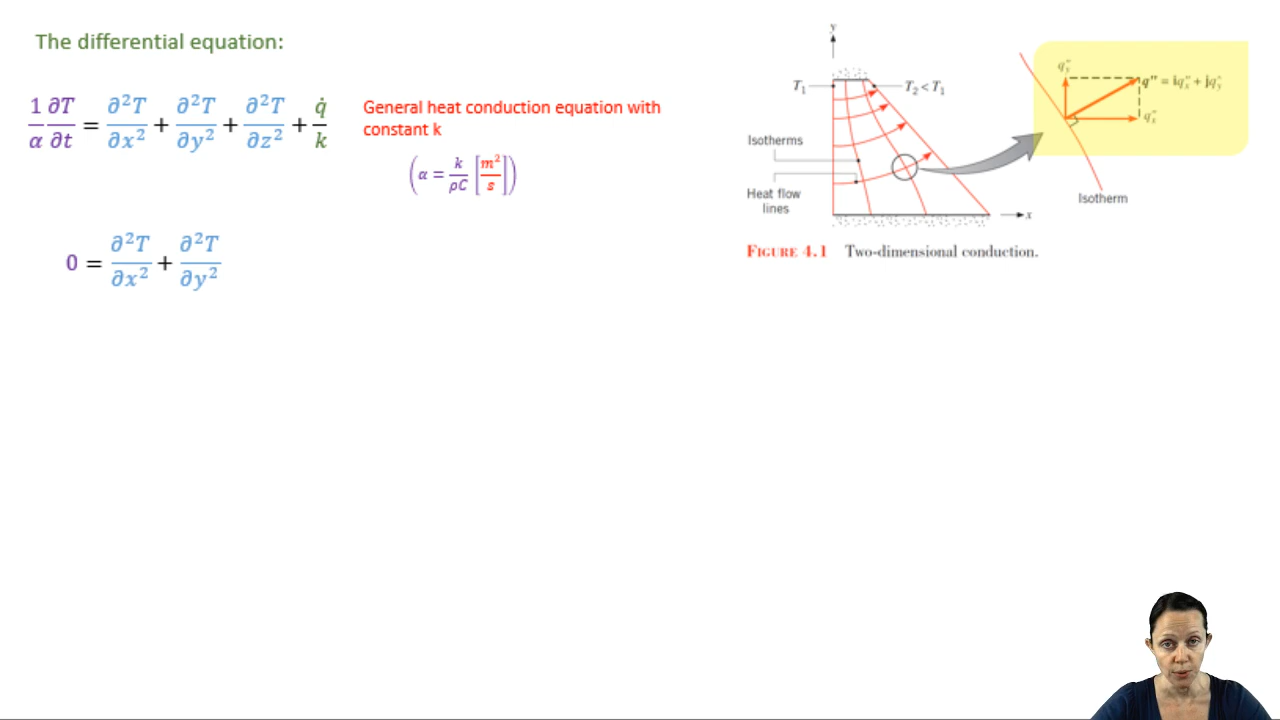 The differential equation:
1/α ∂T/∂t = ∂²T/∂x² + ∂²T/∂y² + ∂²T/∂z² + q̇/k
General heat conduction equation with
constant k
(α = k/ρC [m²/s])
0 = ∂²T/∂x² + ∂²T/∂y²
y
T₁
T₂ < T₁
Isotherms
Heat flow
lines
x
q″y
q″ = iq″x + jq″y
q″x
Isotherm
FIGURE 4.1 Two-dimensional conduction.